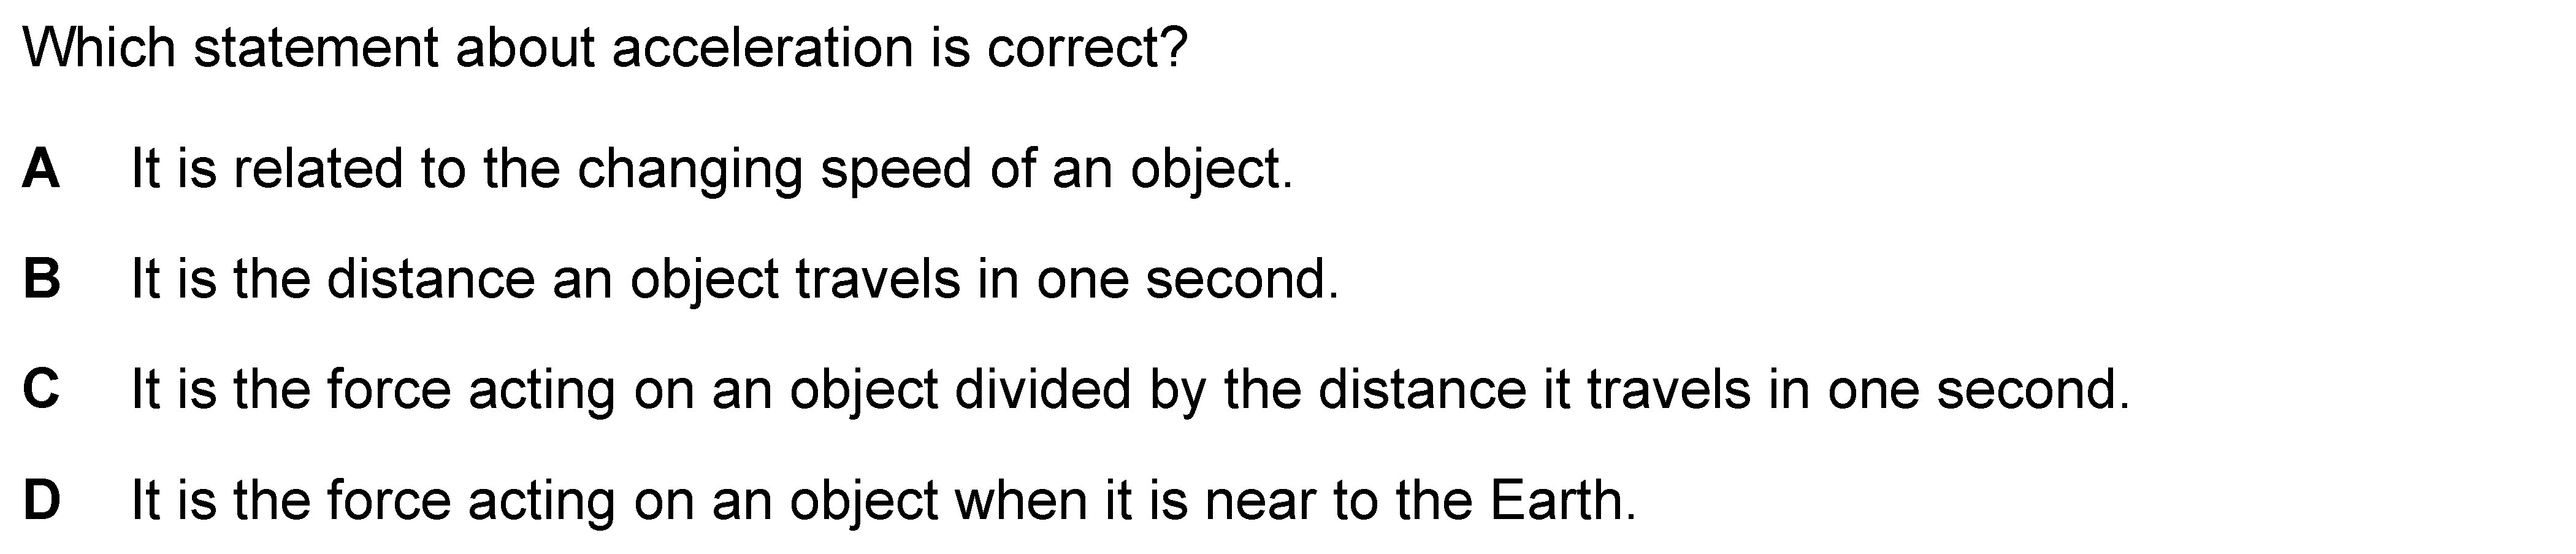 Which statement about acceleration is correct?
A It is related to the changing speed of an object.
B It is the distance an object travels in one second.
C It is the force acting on an object divided by the distance it travels in one second.
D It is the force acting on an object when it is near to the Earth.